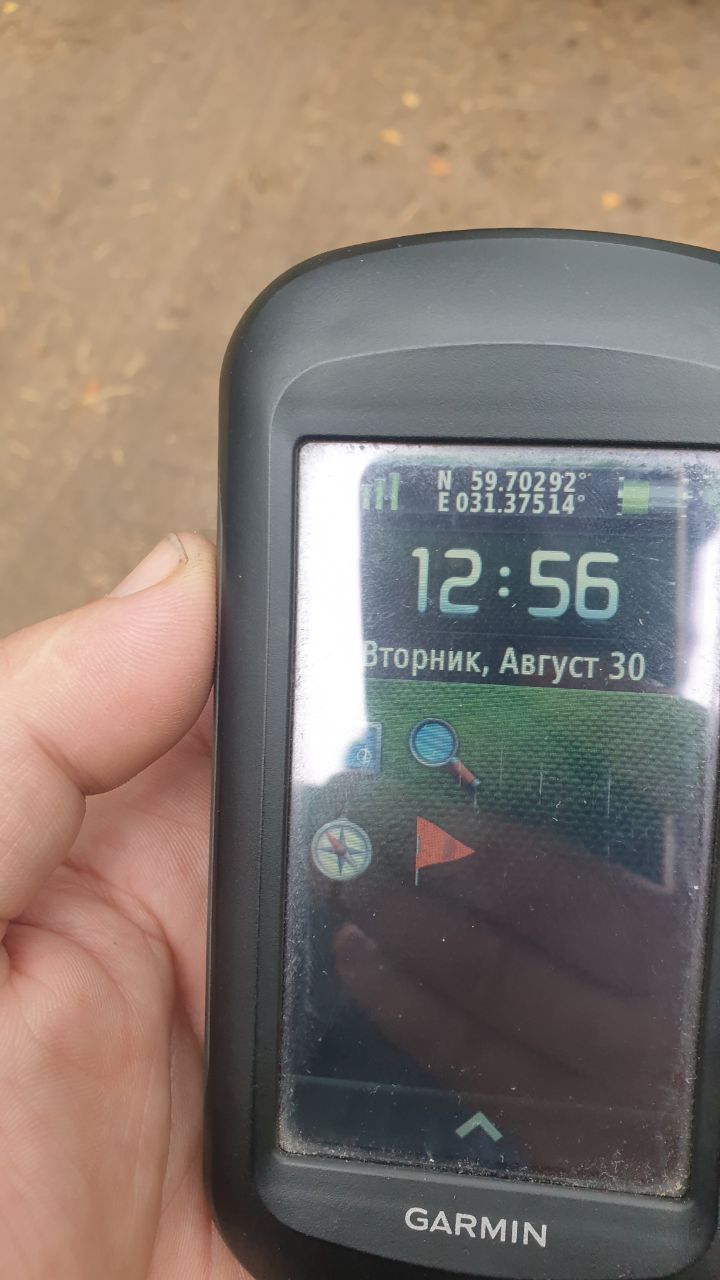 N 59.70292°
E 031.37514°
12:56
Вторник, Август 30
GARMIN